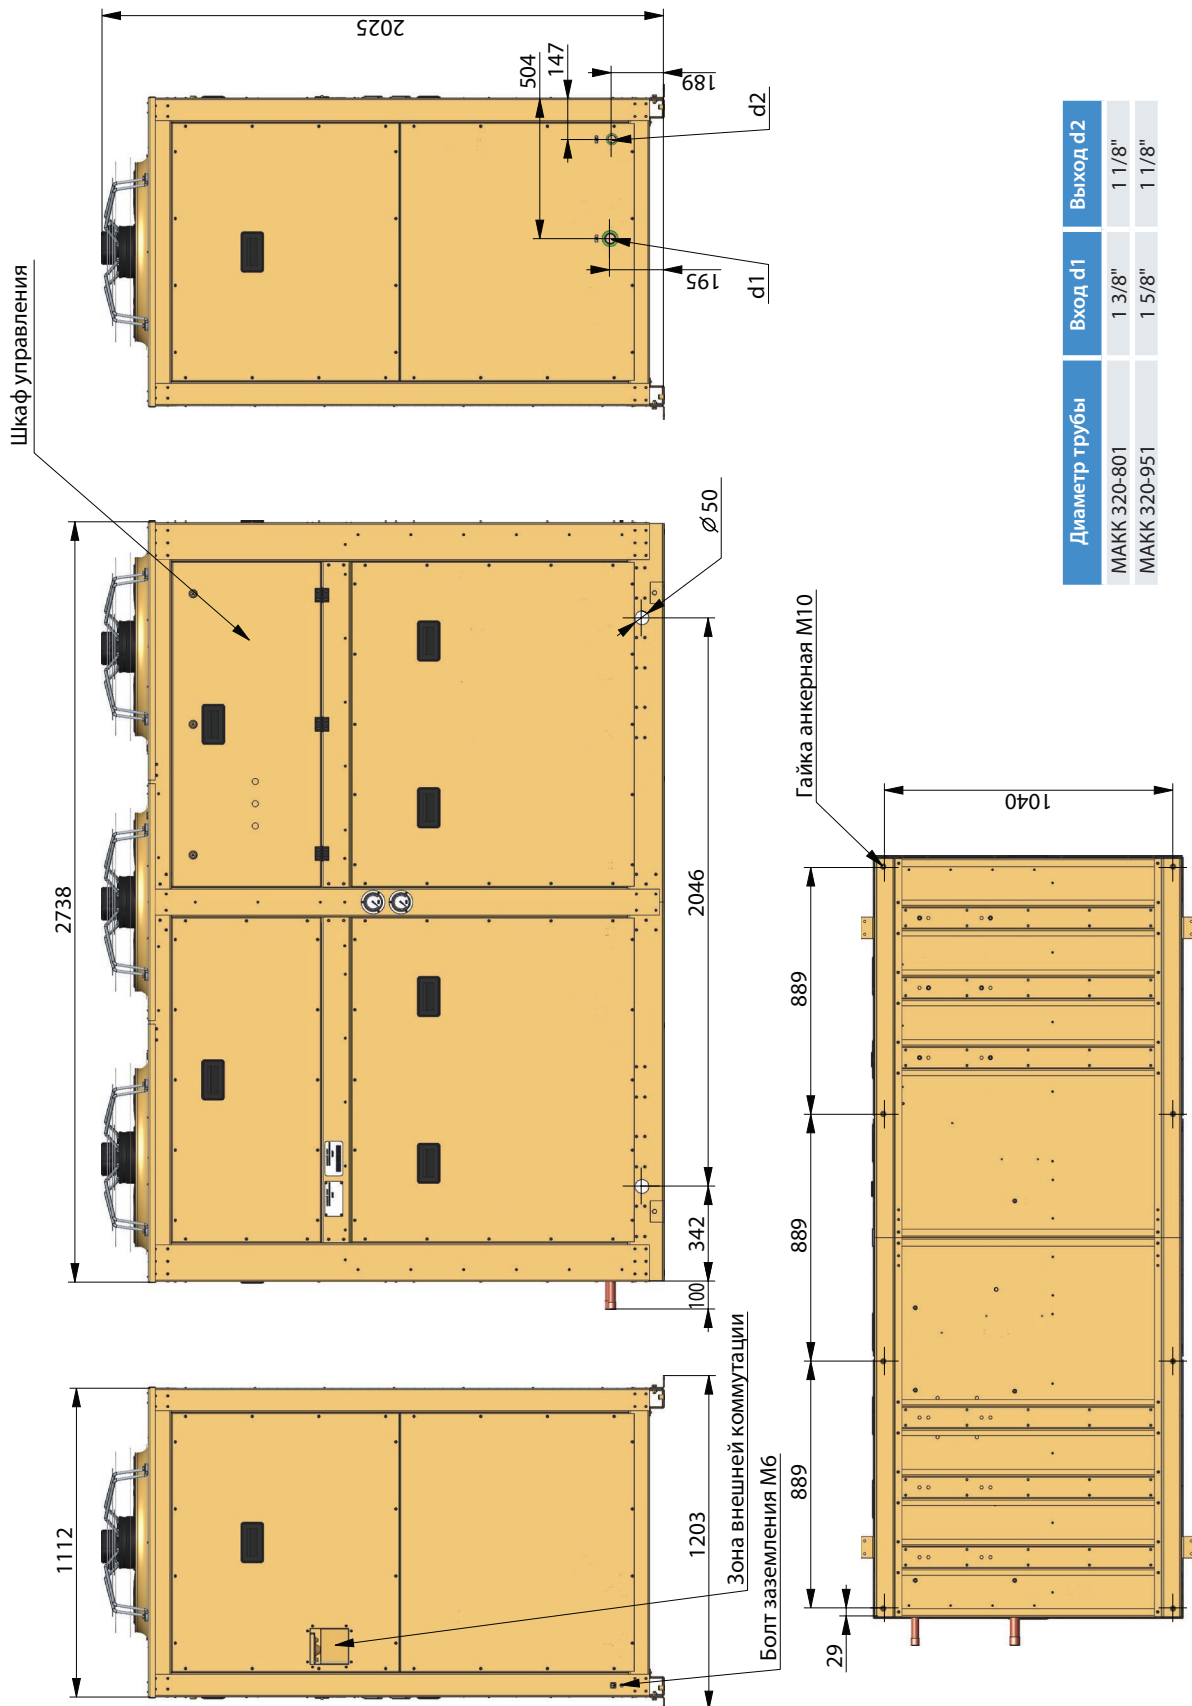 1112
Зона внешней коммутации
Болт заземления М6
1203
2738
Шкаф управления
100
342
2046
Ø 50
2025
504
147
189
195
d1
d2
29
889
889
889
1040
Гайка анкерная М10
Диаметр трубы Вход d1 Выход d2
МАКК 320-801 1 3/8" 1 1/8"
МАКК 320-951 1 5/8" 1 1/8"